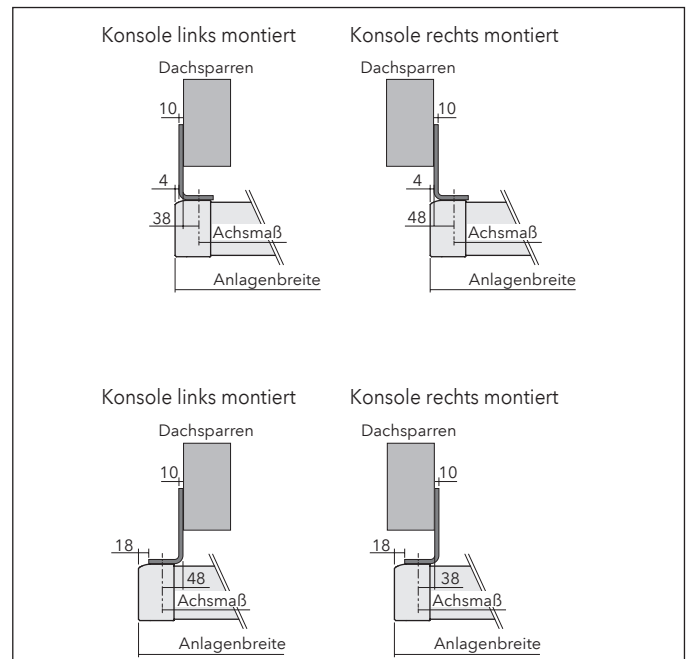 Konsole links montiert Konsole rechts montiert
Dachsparren Dachsparren
10 10
4 4
38 48
Achsmaß Achsmaß
Anlagenbreite Anlagenbreite
Konsole links montiert Konsole rechts montiert
Dachsparren Dachsparren
10 10
18 18
48 38
Achsmaß Achsmaß
Anlagenbreite Anlagenbreite